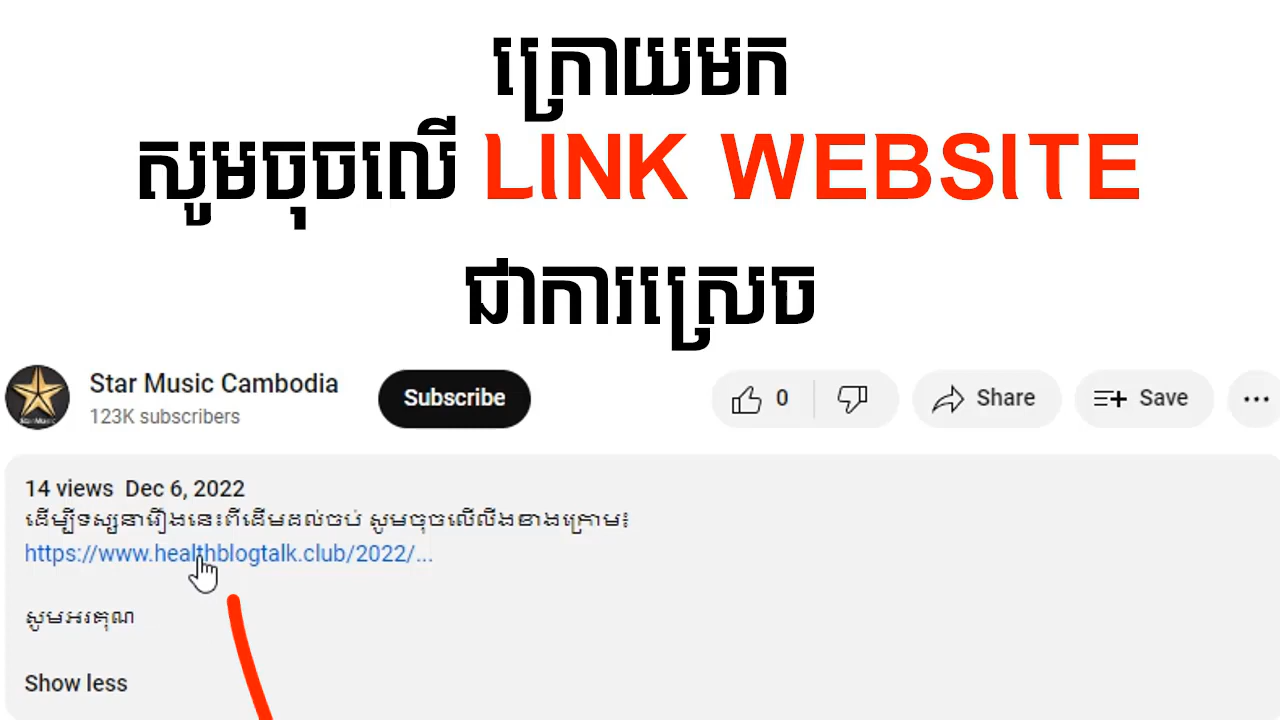 ក្រោយមក
សូមចុចលើ LINK WEBSITE
ជាការស្រេច
Star Music Cambodia
123K subscribers
Subscribe
0
Share
Save
14 views Dec 6, 2022
ដើម្បីទស្សនារឿងនេះពីដើមដល់ចប់ សូមចុចលើលីងខាងក្រោម៖
https://www.healthblogtalk.club/2022/...
សូមអរគុណ
Show less